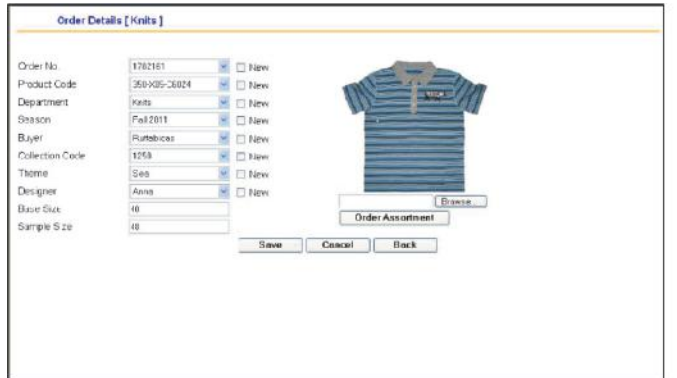 Order Details [ Knits ]
Order No. 1702161 New
Product Code New
Department Knits New
Season Fall 2011 New
Buyer New
Collection Code 1250 New
Theme Sea New
Designer Anna New
Base Size 40
Sample Size 40
Browse...
Order Assortment
Save Cancel Back